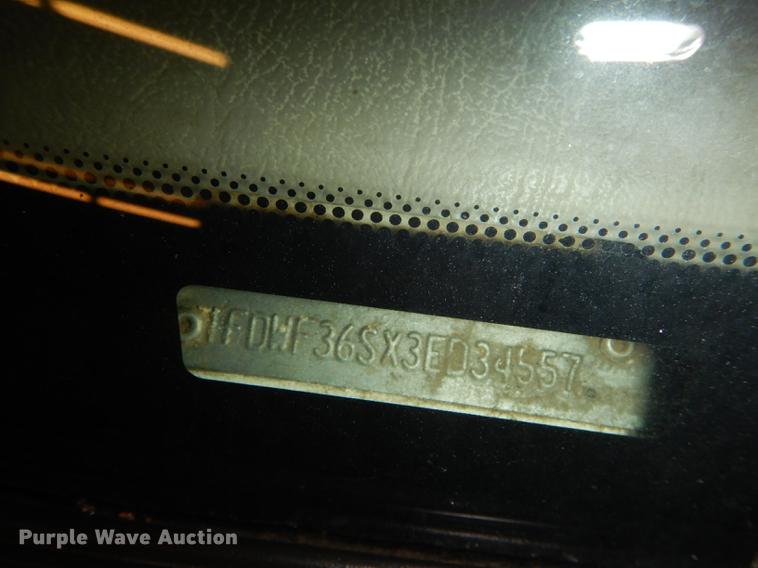 1FDWF36SX3ED34557
Purple Wave Auction